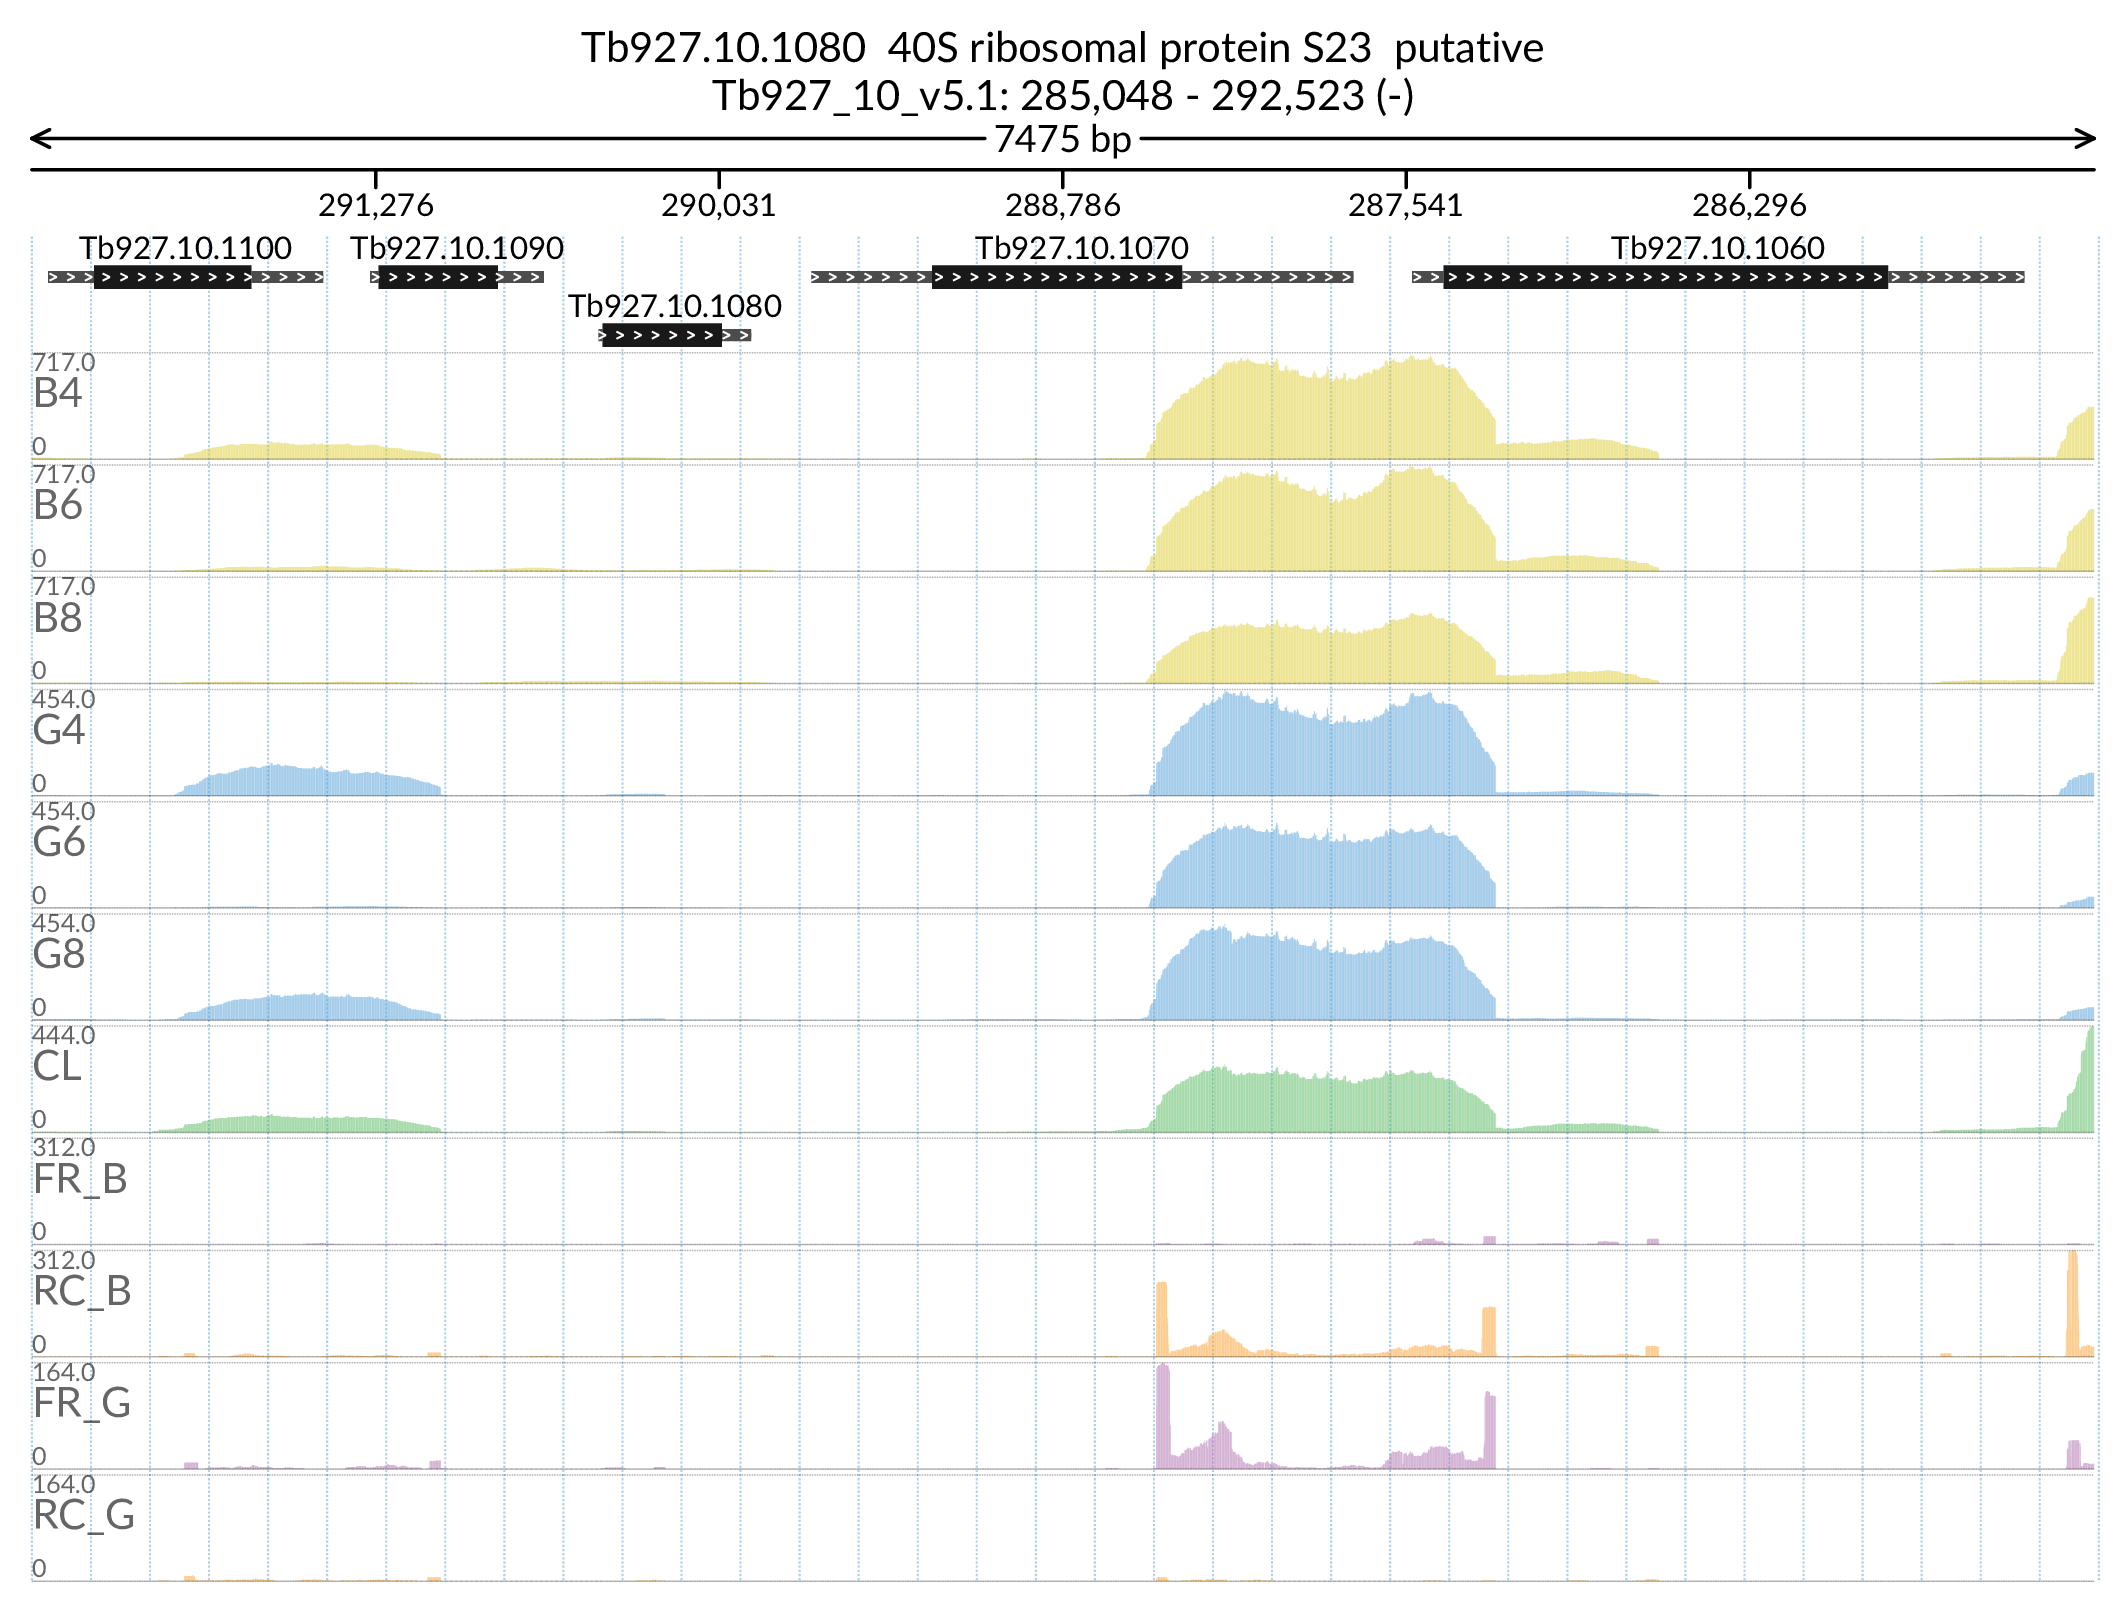 Tb927.10.1080  40S ribosomal protein S23  putative
Tb927_10_v5.1: 285,048 - 292,523 (-)
7475 bp
291,276 290,031 288,786 287,541 286,296
Tb927.10.1100 Tb927.10.1090 Tb927.10.1070 Tb927.10.1060
Tb927.10.1080
717.0
B4
0
717.0
B6
0
717.0
B8
0
454.0
G4
0
454.0
G6
0
454.0
G8
0
444.0
CL
0
312.0
FR_B
0
312.0
RC_B
0
164.0
FR_G
0
164.0
RC_G
0